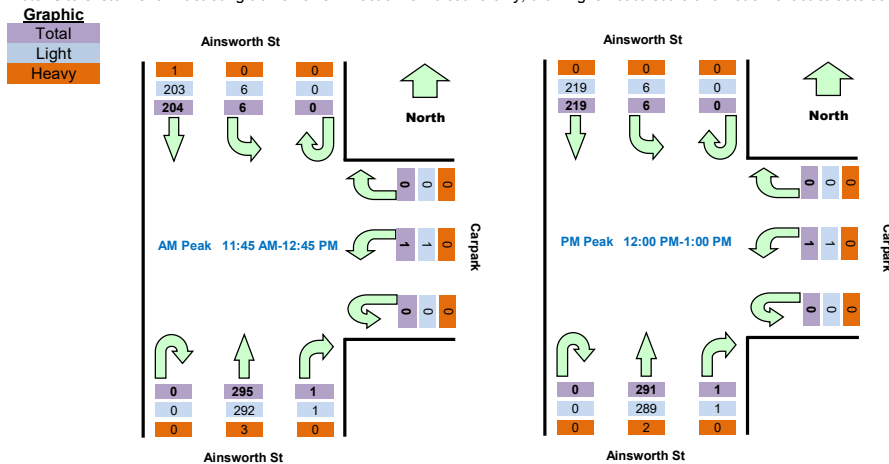 Graphic
Total
Light
Heavy
Ainsworth St
1 0 0
203 6 0
204 6 0
North
0 0 0
AM Peak 11:45 AM-12:45 PM
1 1 0
Carpark
0 0 0
0 295 1
0 292 1
0 3 0
Ainsworth St
Ainsworth St
0 0 0
219 6 0
219 6 0
North
0 0 0
PM Peak 12:00 PM-1:00 PM
1 1 0
Carpark
0 0 0
0 291 1
0 289 1
0 2 0
Ainsworth St